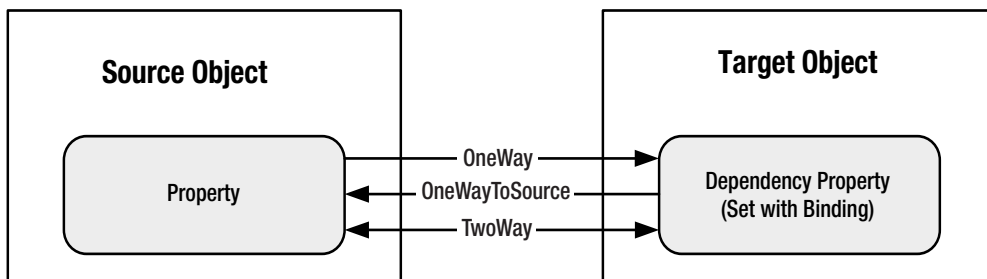 Source Object
Target Object
Property
OneWay
OneWayToSource
TwoWay
Dependency Property
(Set with Binding)